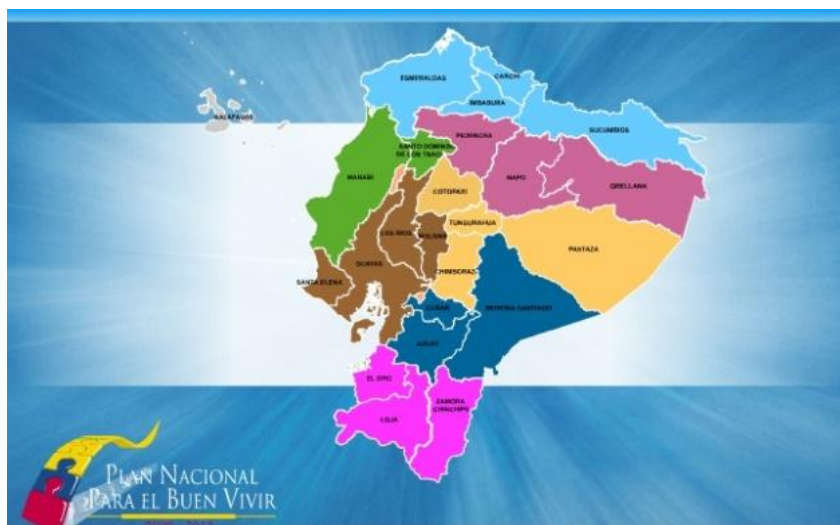 ESMERALDAS
CARCHI
IMBABURA
SUCUMBIOS
GALAPAGOS
PICHINCHA
SANTO DOMINGO
DE LOS TSACH
MANABI
NAPO
ORELLANA
COTOPAXI
TUNGURAHUA
LOS RIOS
BOLIVAR
PASTAZA
GUAYAS
CHIMBORAZO
SANTA ELENA
CAÑAR
MORONA SANTIAGO
AZUAY
EL ORO
ZAMORA
CHINCHIPE
LOJA
PLAN NACIONAL
PARA EL BUEN VIVIR